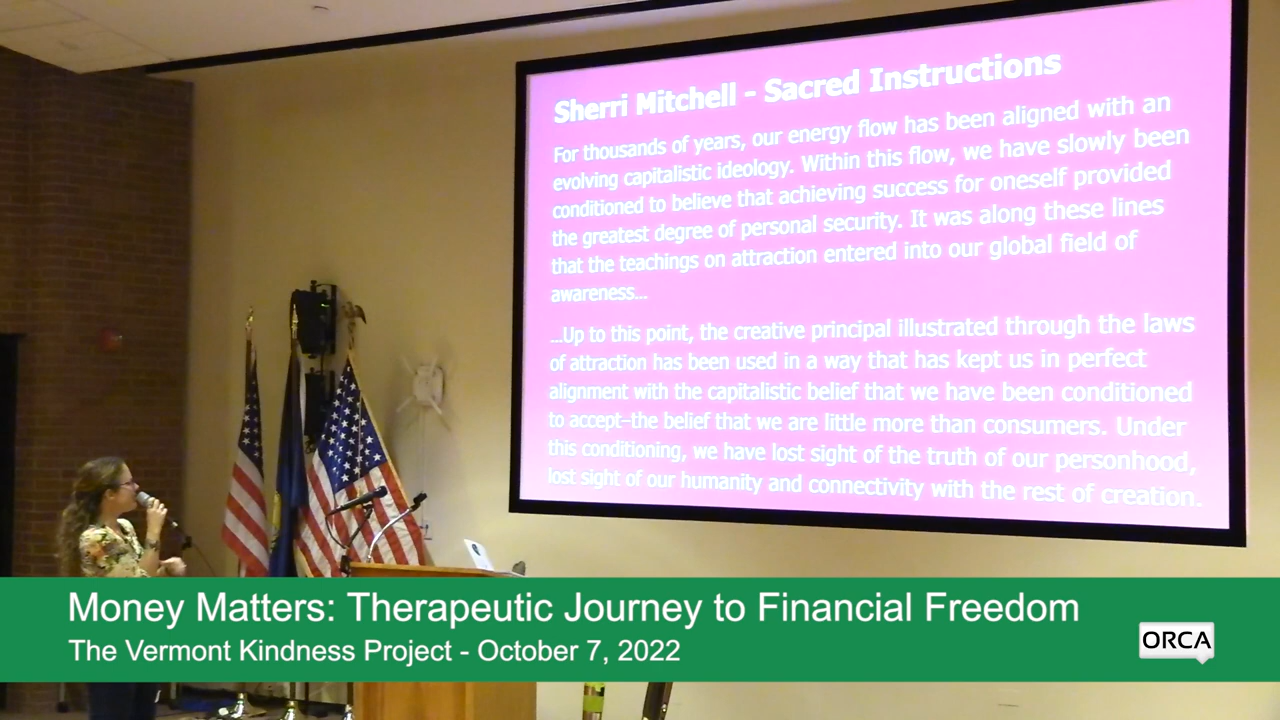 Sherri Mitchell - Sacred Instructions
For thousands of years, our energy flow has been aligned with an
evolving capitalistic ideology. Within this flow, we have slowly been
conditioned to believe that achieving success for oneself provided
the greatest degree of personal security. It was along these lines
that the teachings on attraction entered into our global field of
awareness...
...Up to this point, the creative principal illustrated through the laws
of attraction has been used in a way that has kept us in perfect
alignment with the capitalistic belief that we have been conditioned
to accept–the belief that we are little more than consumers. Under
this conditioning, we have lost sight of the truth of our personhood,
lost sight of our humanity and connectivity with the rest of creation.
Money Matters: Therapeutic Journey to Financial Freedom
The Vermont Kindness Project - October 7, 2022
ORCA